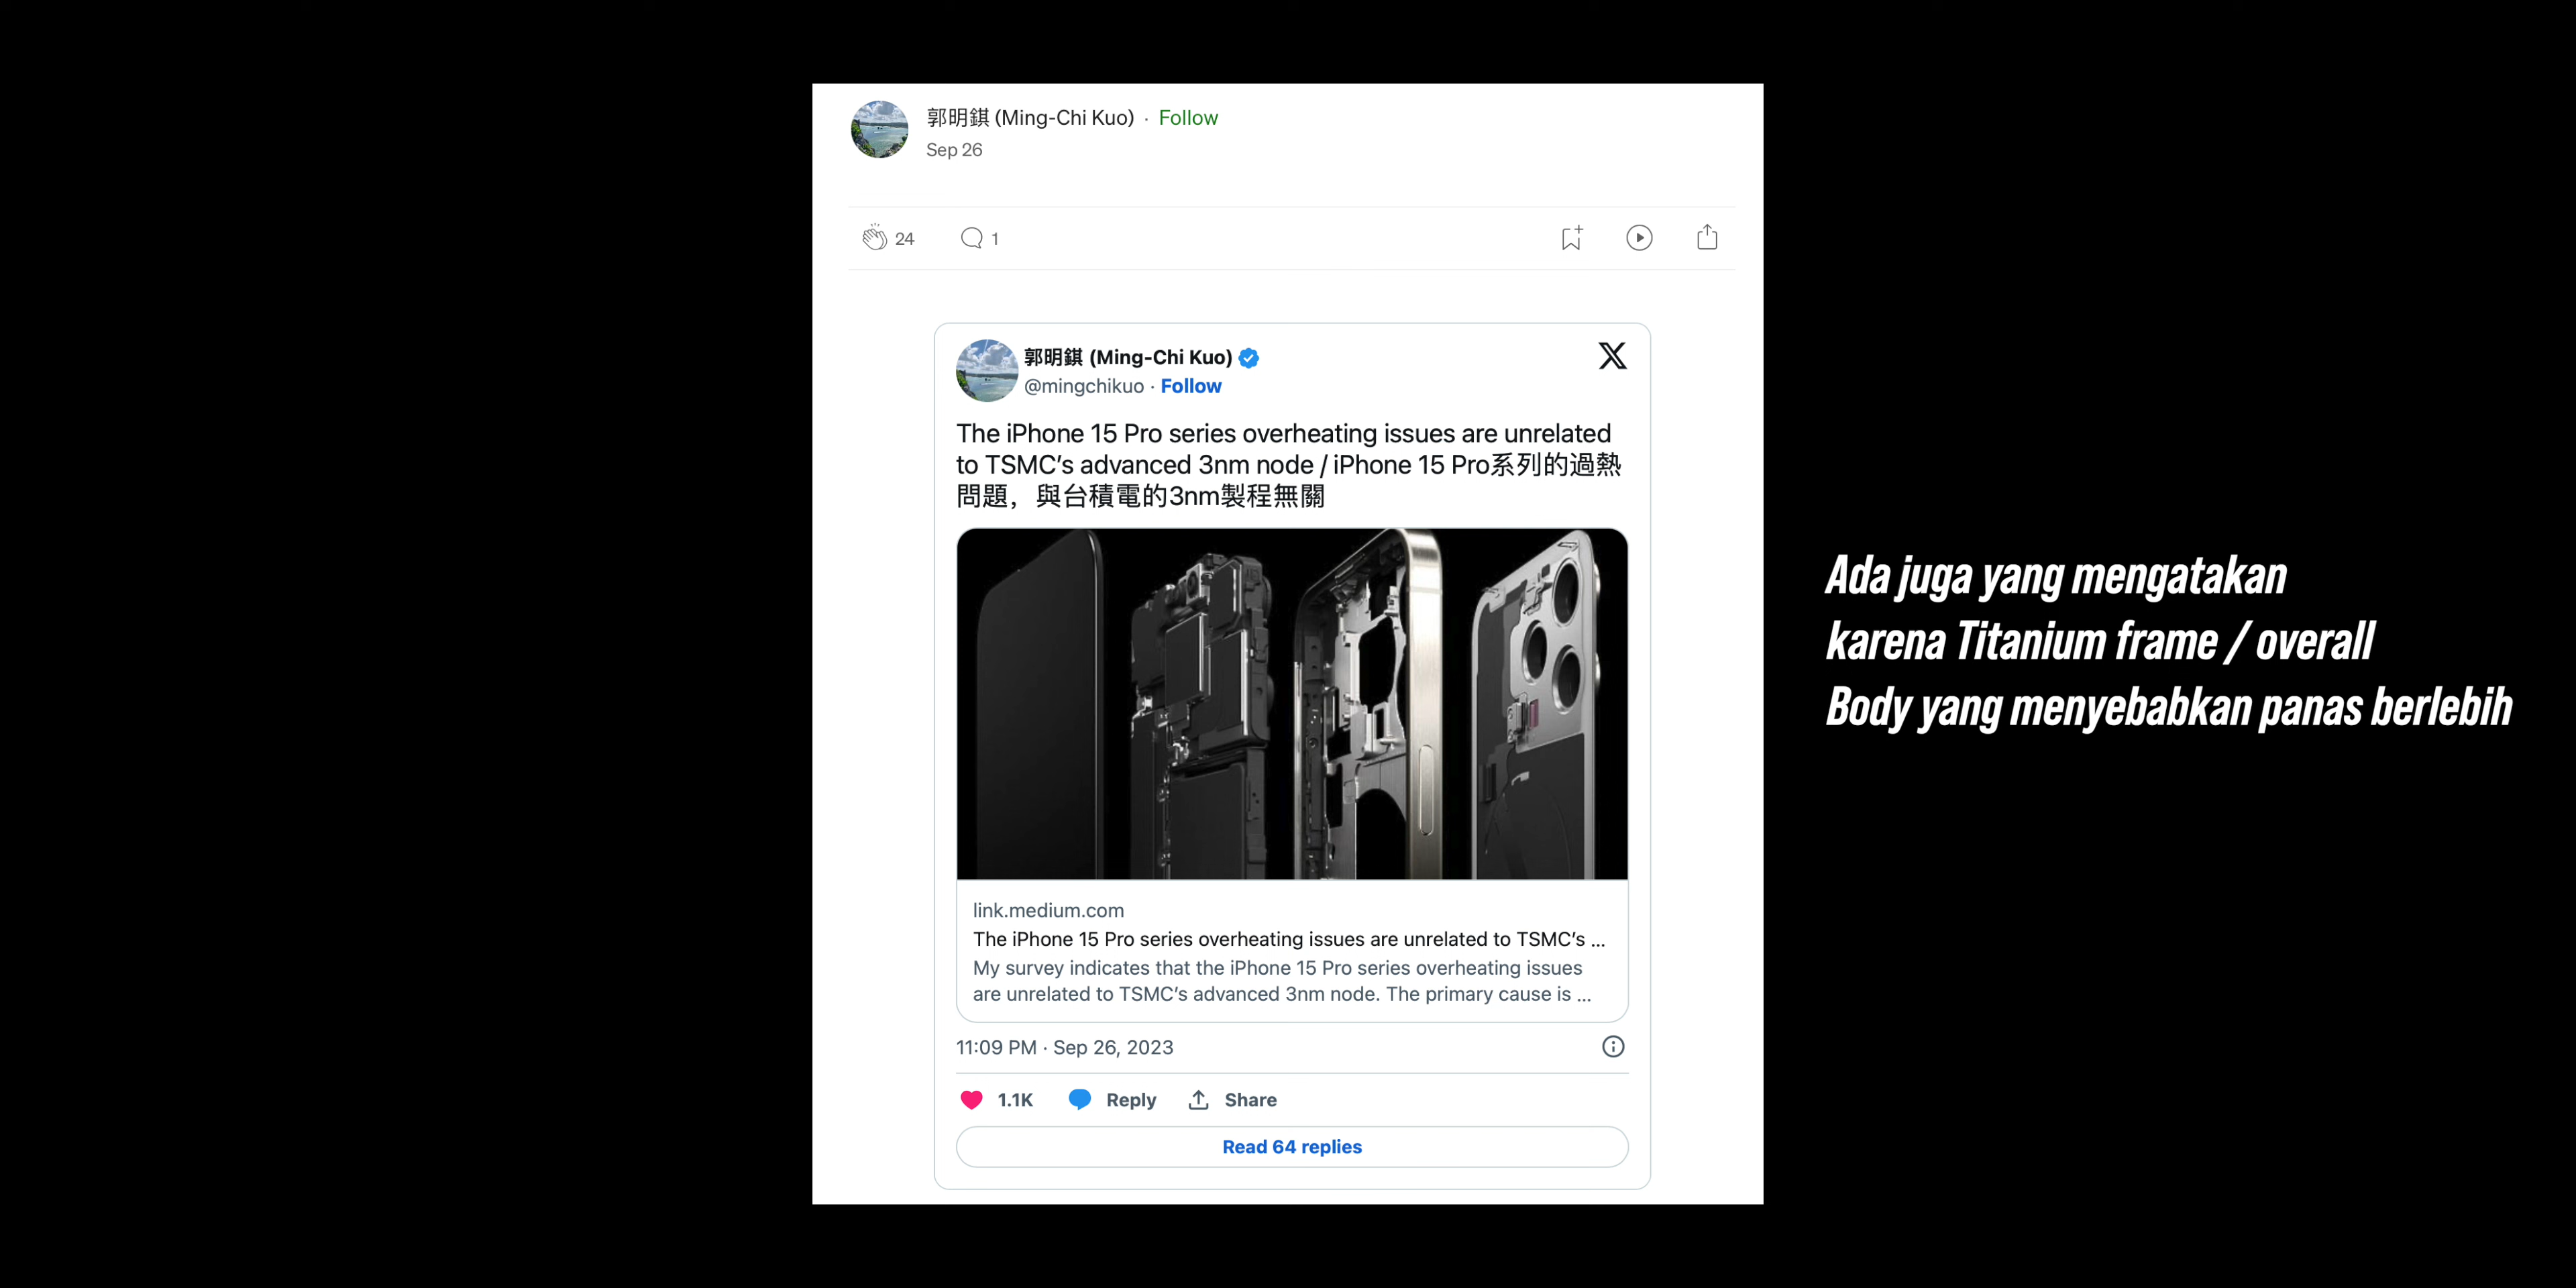 郭明錤 (Ming-Chi Kuo) · Follow
Sep 26
24
1
郭明錤 (Ming-Chi Kuo)
@mingchikuo · Follow
The iPhone 15 Pro series overheating issues are unrelated
to TSMC’s advanced 3nm node / iPhone 15 Pro系列的過熱
問題，與台積電的3nm製程無關
link.medium.com
The iPhone 15 Pro series overheating issues are unrelated to TSMC’s ...
My survey indicates that the iPhone 15 Pro series overheating issues
are unrelated to TSMC’s advanced 3nm node. The primary cause is ...
11:09 PM · Sep 26, 2023
1.1K Reply Share
Read 64 replies
Ada juga yang mengatakan
karena Titanium frame / overall
Body yang menyebabkan panas berlebih